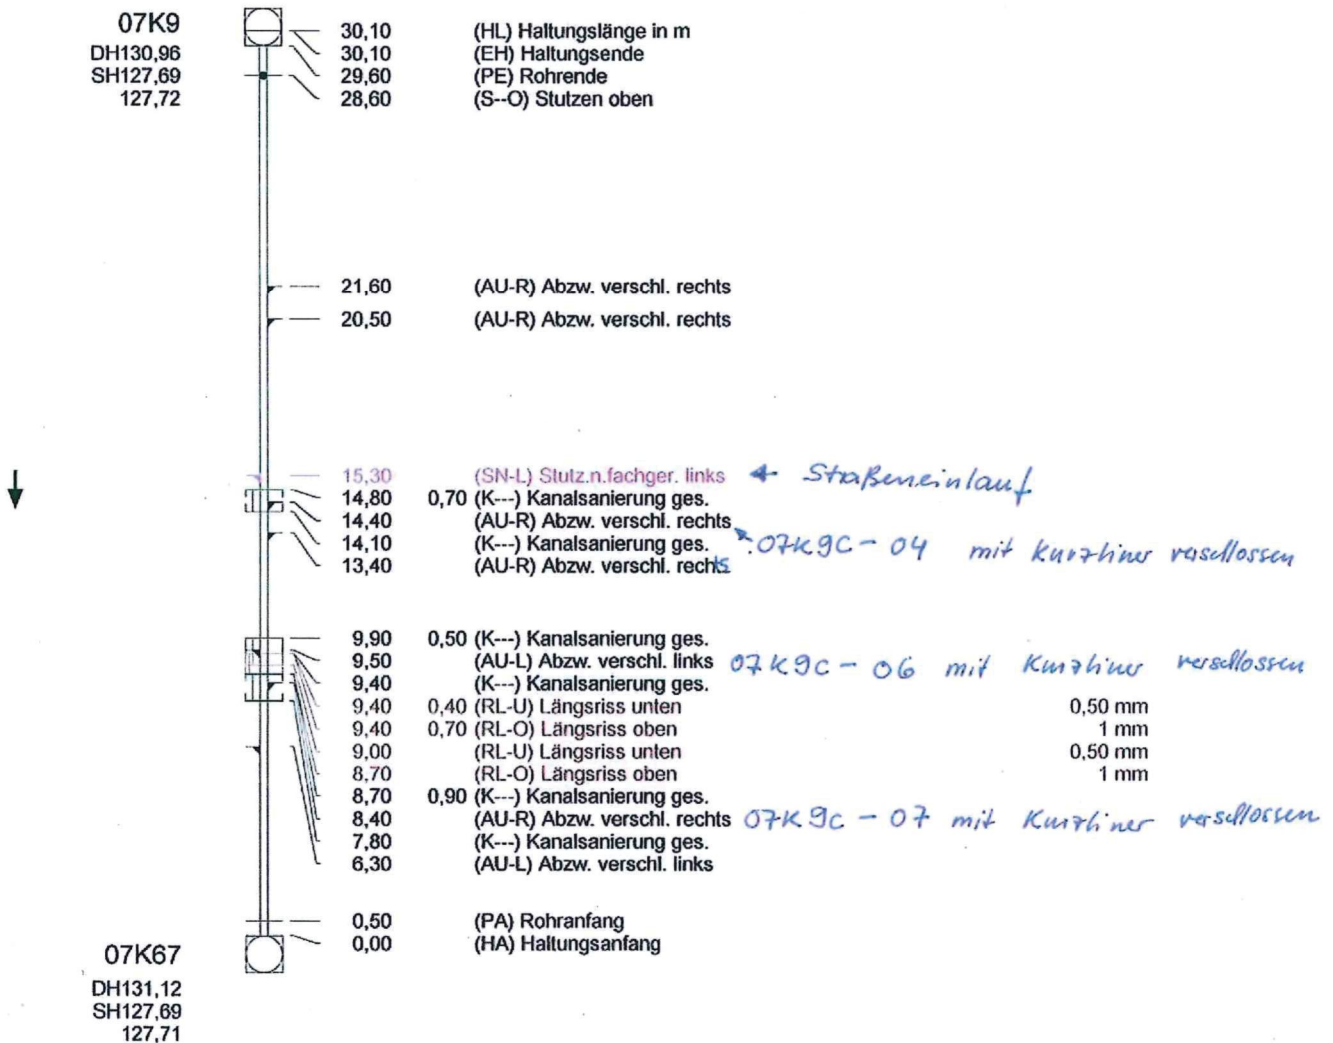 07K9 30,10 (HL) Haltungslänge in m
DH130,96 30,10 (EH) Haltungsende
SH127,69 29,60 (PE) Rohrende
127,72 28,60 (S--O) Stutzen oben
21,60 (AU-R) Abzw. verschl. rechts
20,50 (AU-R) Abzw. verschl. rechts
15,30 (SN-L) Stutz.n.fachger. links Straßeneinlauf
14,80 0,70 (K---) Kanalsanierung ges.
14,40 (AU-R) Abzw. verschl. rechts
14,10 (K---) Kanalsanierung ges. 07K9C - 04 mit Kurzliner verschlossen
13,40 (AU-R) Abzw. verschl. rechts
9,90 0,50 (K---) Kanalsanierung ges.
9,50 (AU-L) Abzw. verschl. links 07K9C - 06 mit Kurzliner verschlossen
9,40 (K---) Kanalsanierung ges.
9,40 0,40 (RL-U) Längsriss unten 0,50 mm
9,40 0,70 (RL-O) Längsriss oben 1 mm
9,00 (RL-U) Längsriss unten 0,50 mm
8,70 (RL-O) Längsriss oben 1 mm
8,70 0,90 (K---) Kanalsanierung ges.
8,40 (AU-R) Abzw. verschl. rechts 07K9C - 07 mit Kurzliner verschlossen
7,80 (K---) Kanalsanierung ges.
6,30 (AU-L) Abzw. verschl. links
0,50 (PA) Rohranfang
0,00 (HA) Haltungsanfang
07K67
DH131,12
SH127,69
127,71